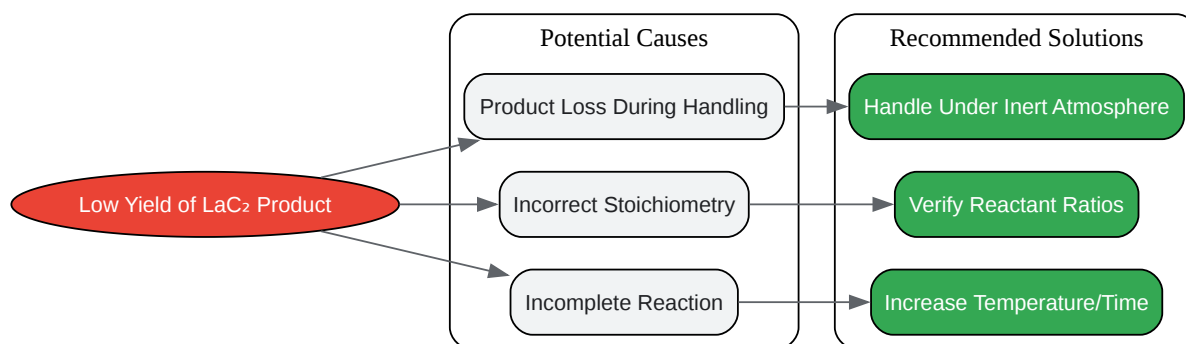 Potential Causes
Recommended Solutions
Product Loss During Handling
Handle Under Inert Atmosphere
Low Yield of LaC₂ Product
Incorrect Stoichiometry
Verify Reactant Ratios
Incomplete Reaction
Increase Temperature/Time